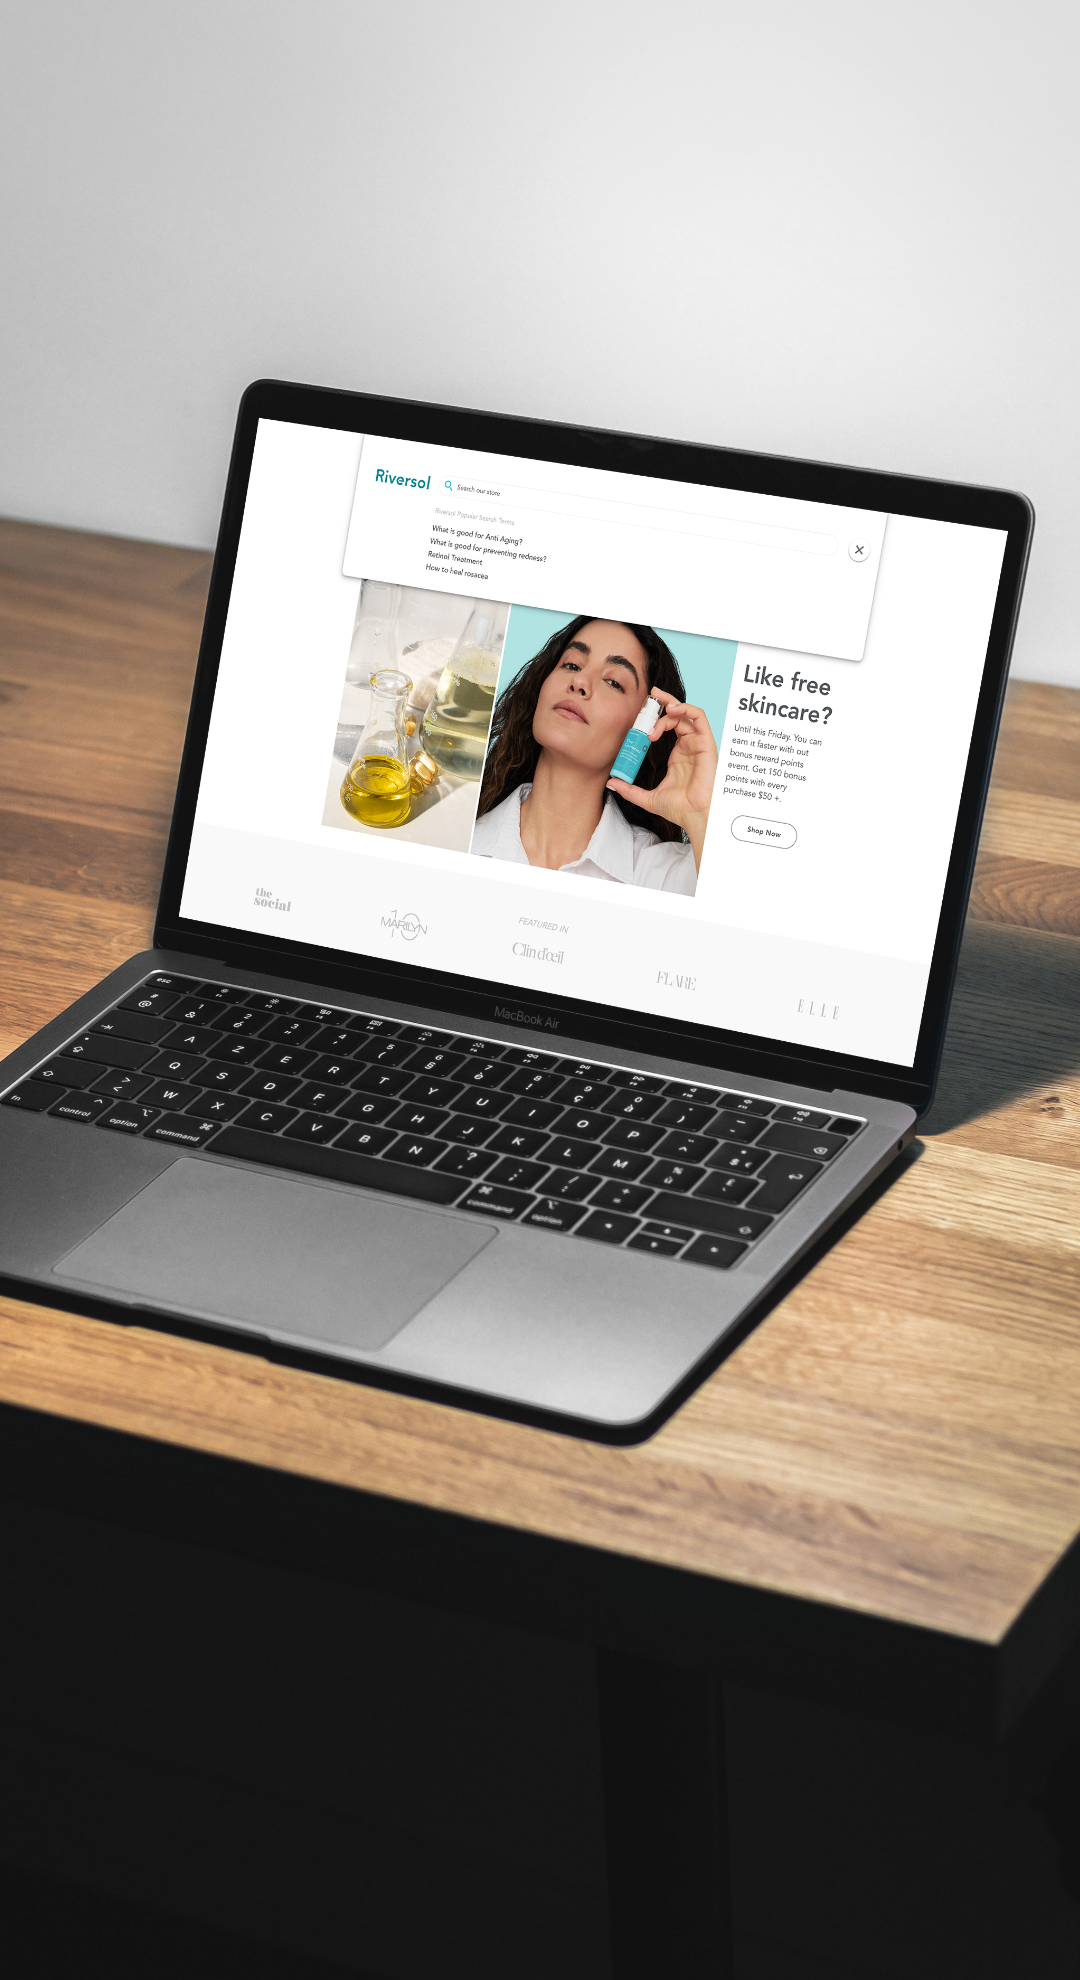 Riversol
Search our store
Riversol Popular Search Terms
What is good for Anti Aging?
What is good for preventing redness?
Retinol Treatment
How to heal rosacea
Like free
skincare?
Until this Friday. You can
earn it faster with out
bonus reward points
event. Get 150 bonus
points with every
purchase $50 +.
Shop Now
FEATURED IN
the
social
MARILYN
Clin d'œil
FLARE
ELLE
MacBook Air
esc
A Z E R T Y U I O P
Q S D F G H J K L M
W X C V B N
fn control option command command option